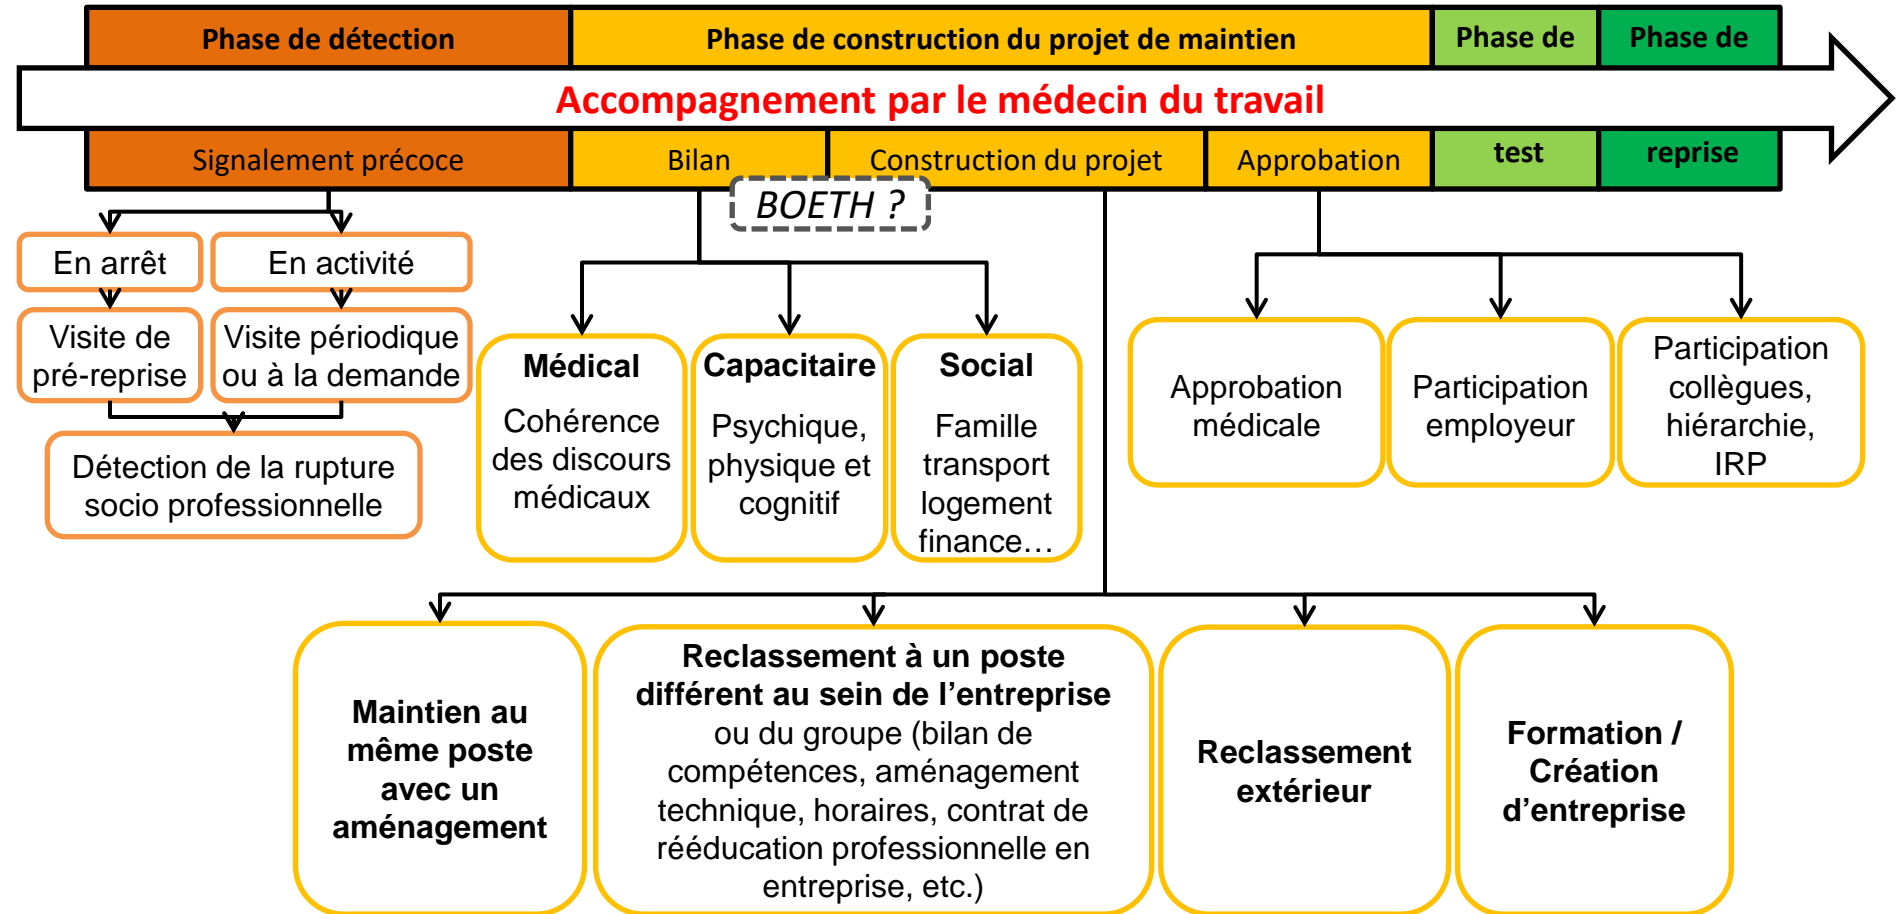 Phase de détection
Phase de construction du projet de maintien
Phase de
Phase de
Accompagnement par le médecin du travail
Signalement précoce
Bilan
Construction du projet
Approbation
test
reprise
BOETH ?
En arrêt
En activité
Visite de
pré-reprise
Visite périodique
ou à la demande
Détection de la rupture
socio professionnelle
Médical
Cohérence
des discours
médicaux
Capacitaire
Psychique,
physique et
cognitif
Social
Famille
transport
logement
finance…
Approbation
médicale
Participation
employeur
Participation
collègues,
hiérarchie,
IRP
Maintien au
même poste
avec un
aménagement
Reclassement à un poste
différent au sein de l’entreprise
ou du groupe (bilan de
compétences, aménagement
technique, horaires, contrat de
rééducation professionnelle en
entreprise, etc.)
Reclassement
extérieur
Formation /
Création
d’entreprise